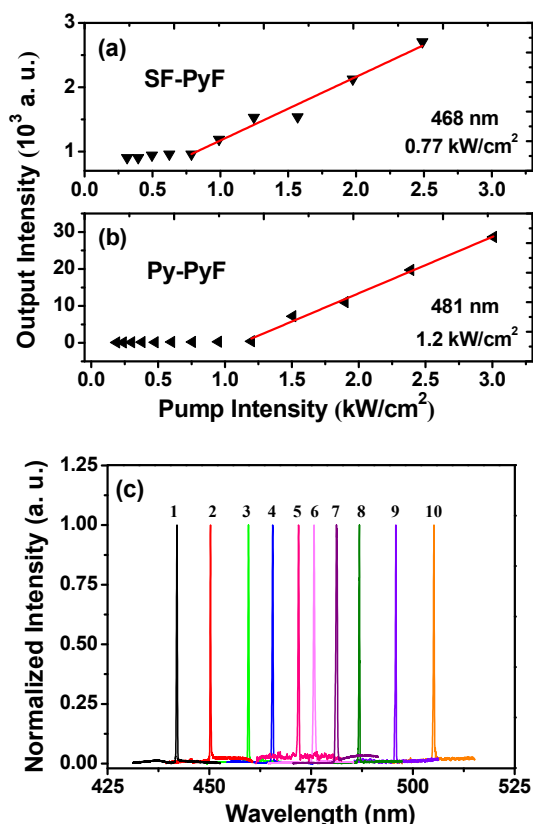 (a)
SF-PyF
468 nm
0.77 kW/cm²
3
2
1
0.0 0.5 1.0 1.5 2.0 2.5 3.0
Output Intensity (10³ a. u.)
(b)
Py-PyF
481 nm
1.2 kW/cm²
30
20
10
0
0.0 0.5 1.0 1.5 2.0 2.5 3.0
Pump Intensity (kW/cm²)
(c)
1 2 3 4 5 6 7 8 9 10
1.25
1.00
0.75
0.50
0.25
0.00
Normalized Intensity (a. u.)
425 450 475 500 525
Wavelength (nm)